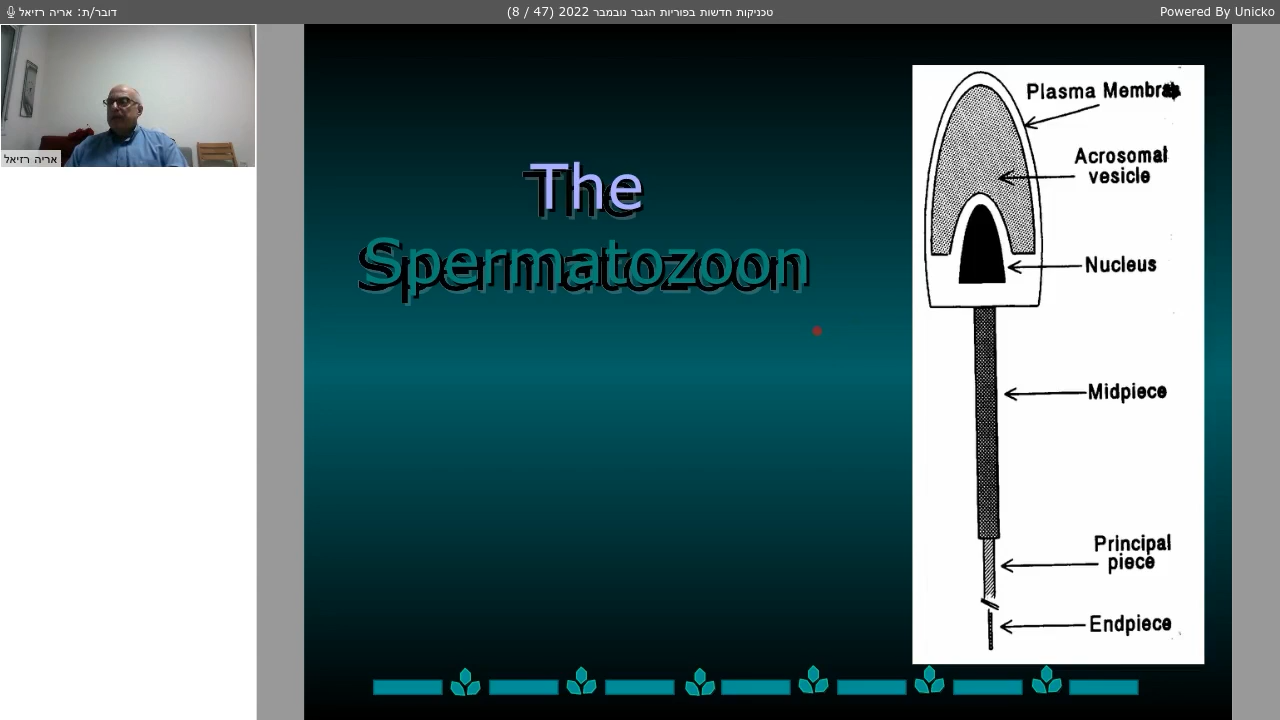 דובר/ת: אריה רזיאל
טכניקות חדשות בפוריות הגבר נובמבר 2022 (47 / 8)
Powered By Unicko
אריה רזיאל
The
Spermatozoon
Plasma
Acrosomal
vesicle
Nucleus
Midpiece
Principal
piece
Endpiece